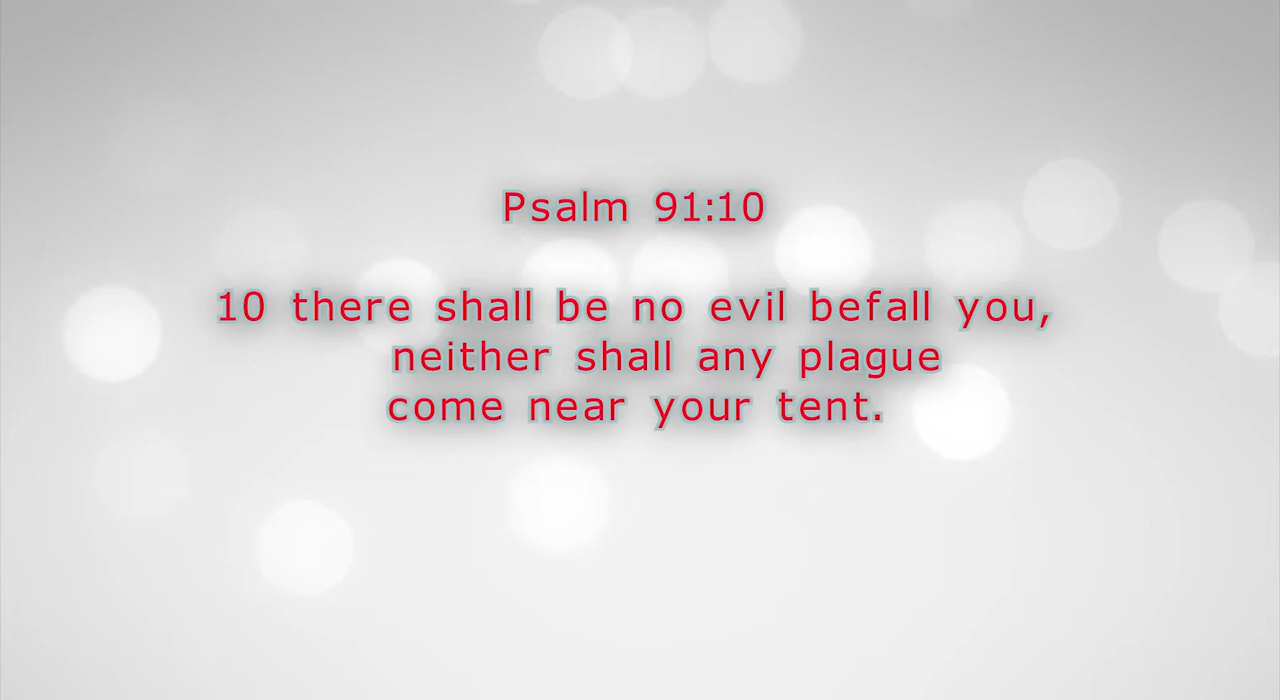 Psalm 91:10
10 there shall be no evil befall you,
neither shall any plague
come near your tent.